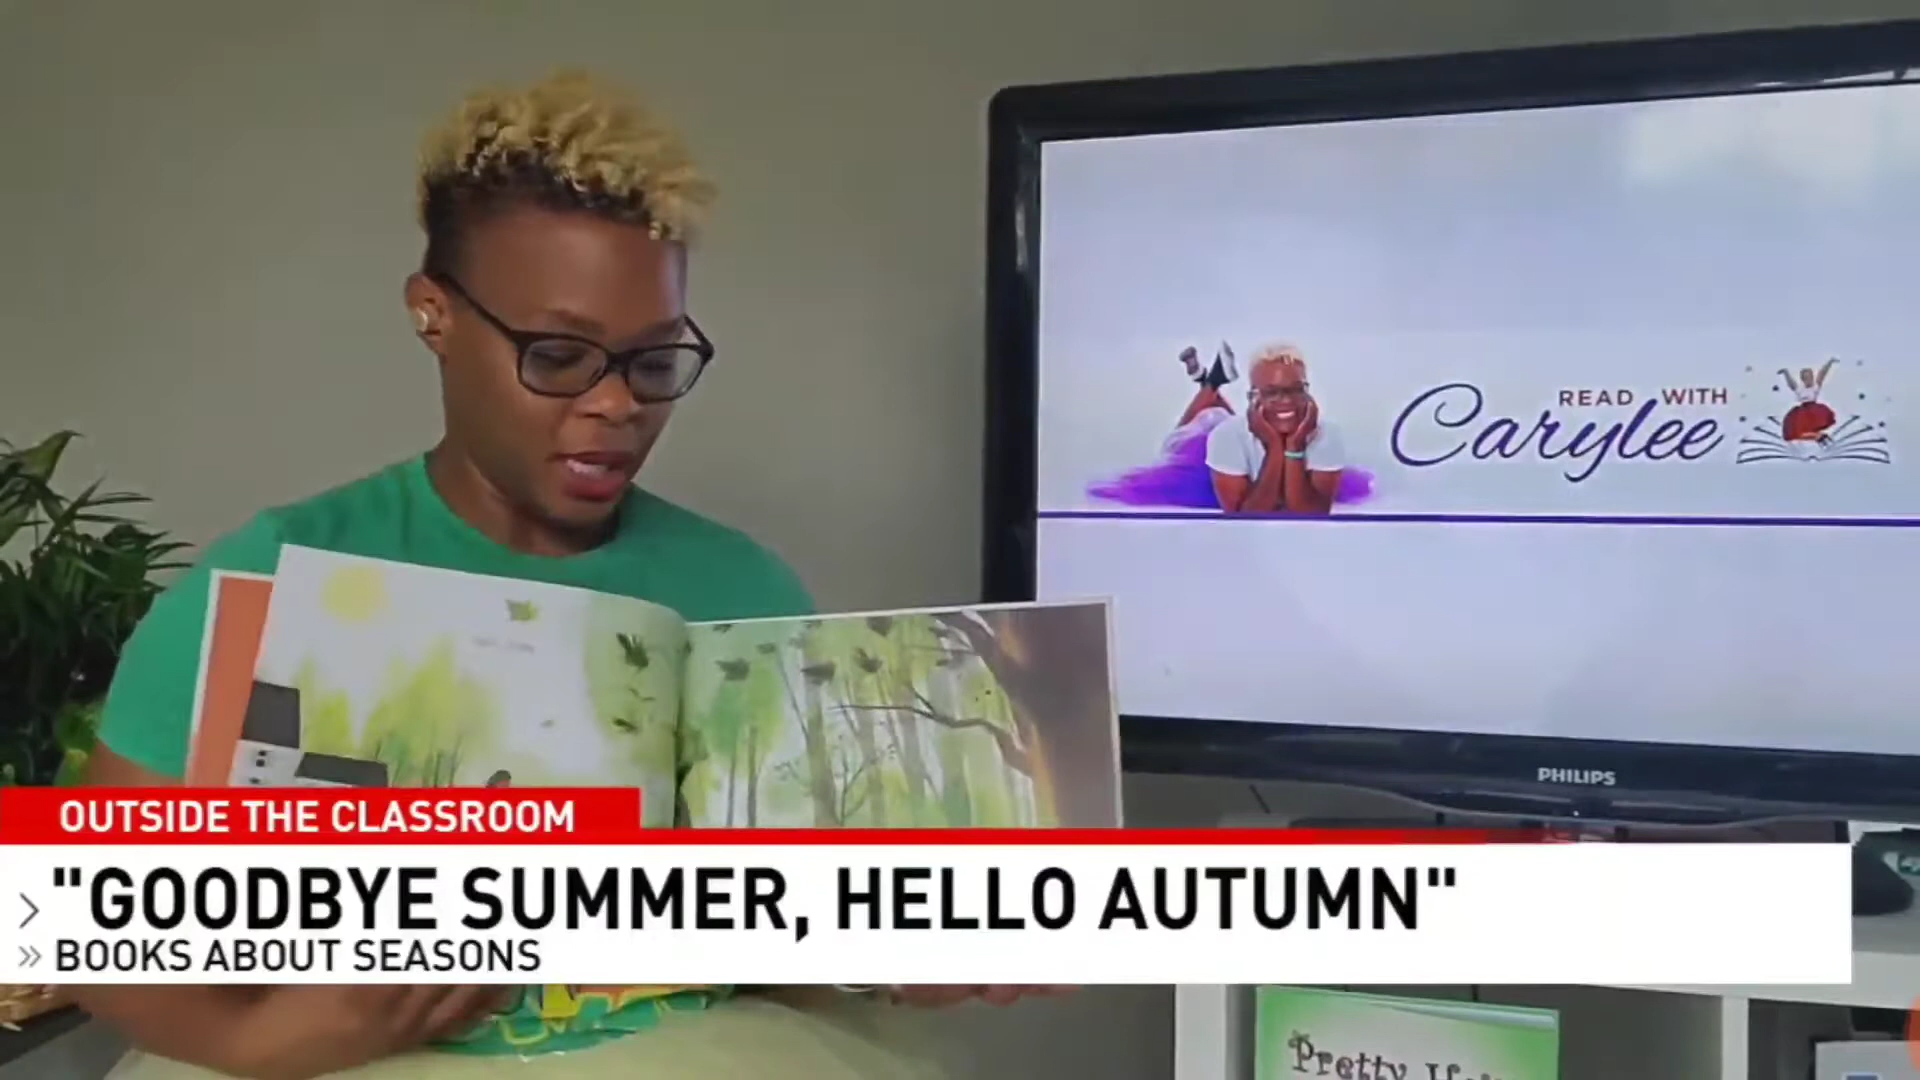 READ WITH
Carylee
PHILIPS
OUTSIDE THE CLASSROOM
"GOODBYE SUMMER, HELLO AUTUMN"
BOOKS ABOUT SEASONS
Pretty